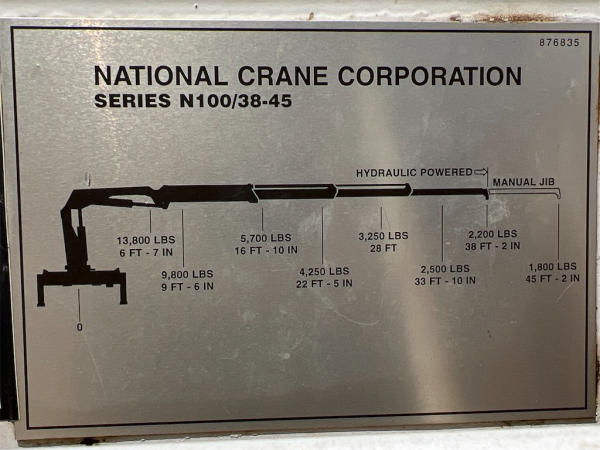 876835
NATIONAL CRANE CORPORATION
SERIES N100/38-45
HYDRAULIC POWERED⇨
MANUAL JIB
13,800 LBS
6 FT - 7 IN
9,800 LBS
9 FT - 6 IN
5,700 LBS
16 FT - 10 IN
4,250 LBS
22 FT - 5 IN
3,250 LBS
28 FT
2,500 LBS
33 FT - 10 IN
2,200 LBS
38 FT - 2 IN
1,800 LBS
45 FT - 2 IN
0